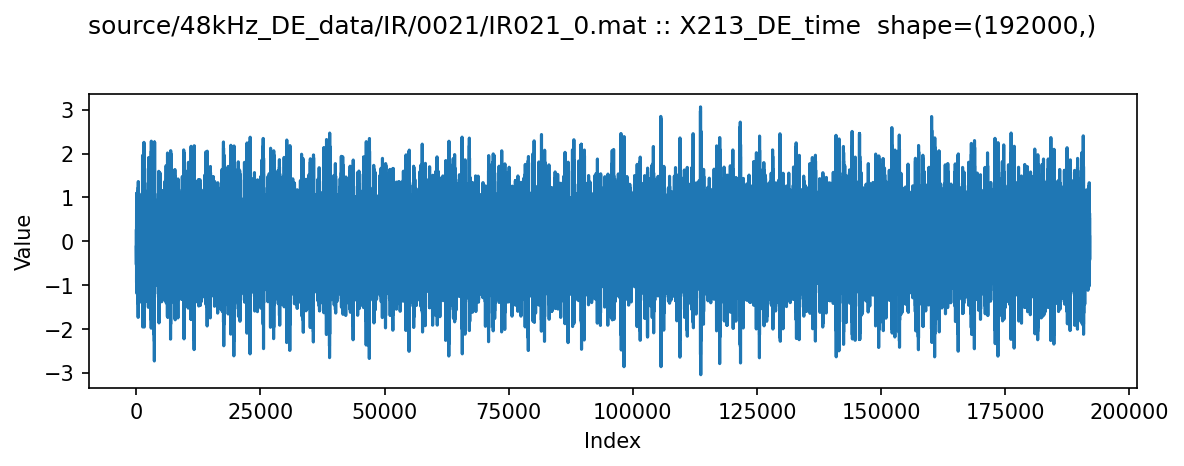 source/48kHz_DE_data/IR/0021/IR021_0.mat :: X213_DE_time  shape=(192000,)
3
2
1
0
−1
−2
−3
Value
0 25000 50000 75000 100000 125000 150000 175000 200000
Index